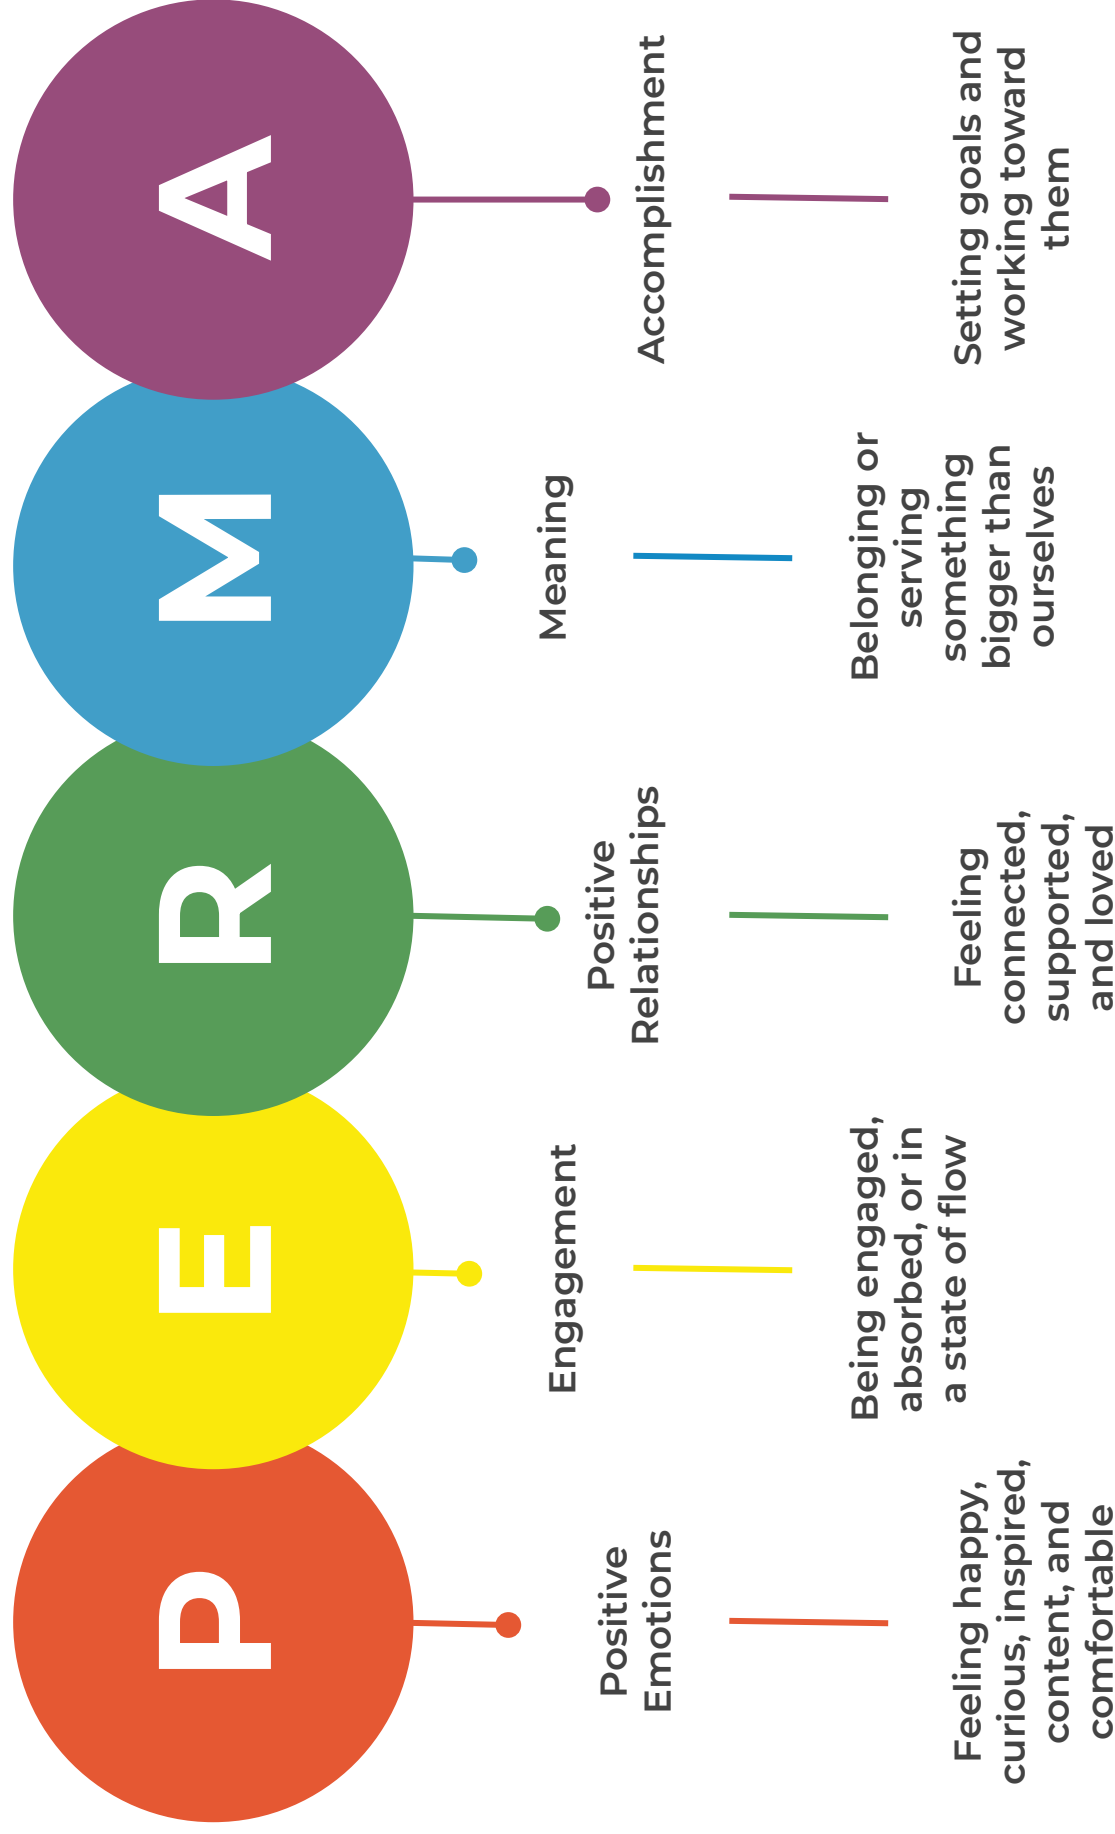 P
Positive
Emotions
Feeling happy,
curious, inspired,
content, and
comfortable
E
Engagement
Being engaged,
absorbed, or in
a state of flow
R
Positive
Relationships
Feeling
connected,
supported,
and loved
M
Meaning
Belonging or
serving
something
bigger than
ourselves
A
Accomplishment
Setting goals and
working toward
them